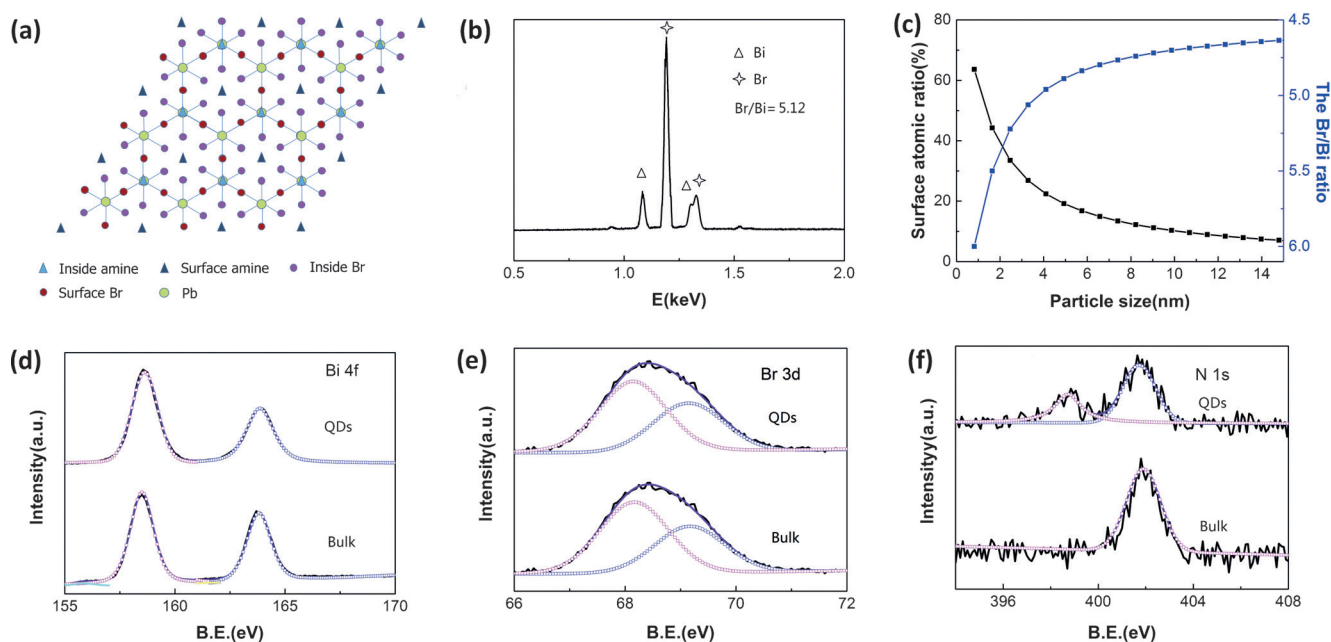 (a)
Inside amine Surface amine Inside Br
Surface Br Pb
(b)
Bi
Br
Br/Bi= 5.12
0.5 1.0 1.5 2.0
E(keV)
(c)
Surface atomic ratio(%)
80
60
40
20
0
4.5
5.0
5.5
6.0
The Br/Bi ratio
0 2 4 6 8 10 12 14
Particle size(nm)
(d)
Bi 4f
QDs
Bulk
Intensity(a.u.)
155 160 165 170
B.E.(eV)
(e)
Br 3d
QDs
Bulk
Intensity(a.u.)
66 68 70 72
B.E.(eV)
(f)
N 1s
QDs
Bulk
Intensityy(a.u.)
396 400 404 408
B.E.(eV)